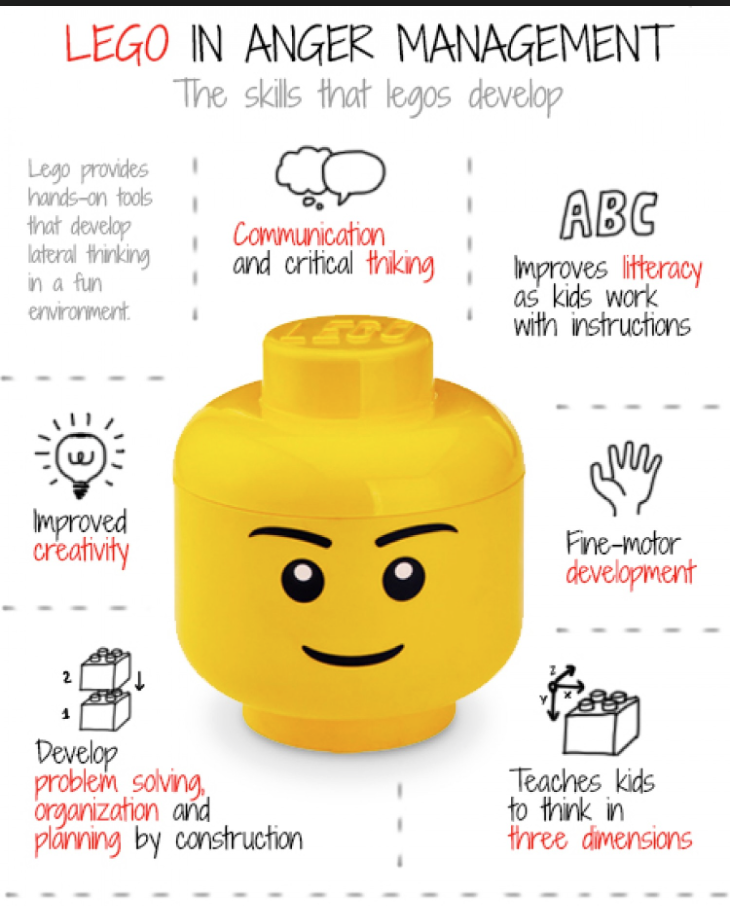 LEGO IN ANGER MANAGEMENT
The skills that legos develop
Lego provides
hands-on tools
that develop
lateral thinking
in a fun
environment.
Communication
and critical thiking
ABC
Improves litteracy
as kids work
with instructions
LEGO
Improved
creativity
Fine-motor
development
2
1
Develop
problem solving,
organization and
planning by construction
Z
X
Y
Teaches kids
to think in
three dimensions